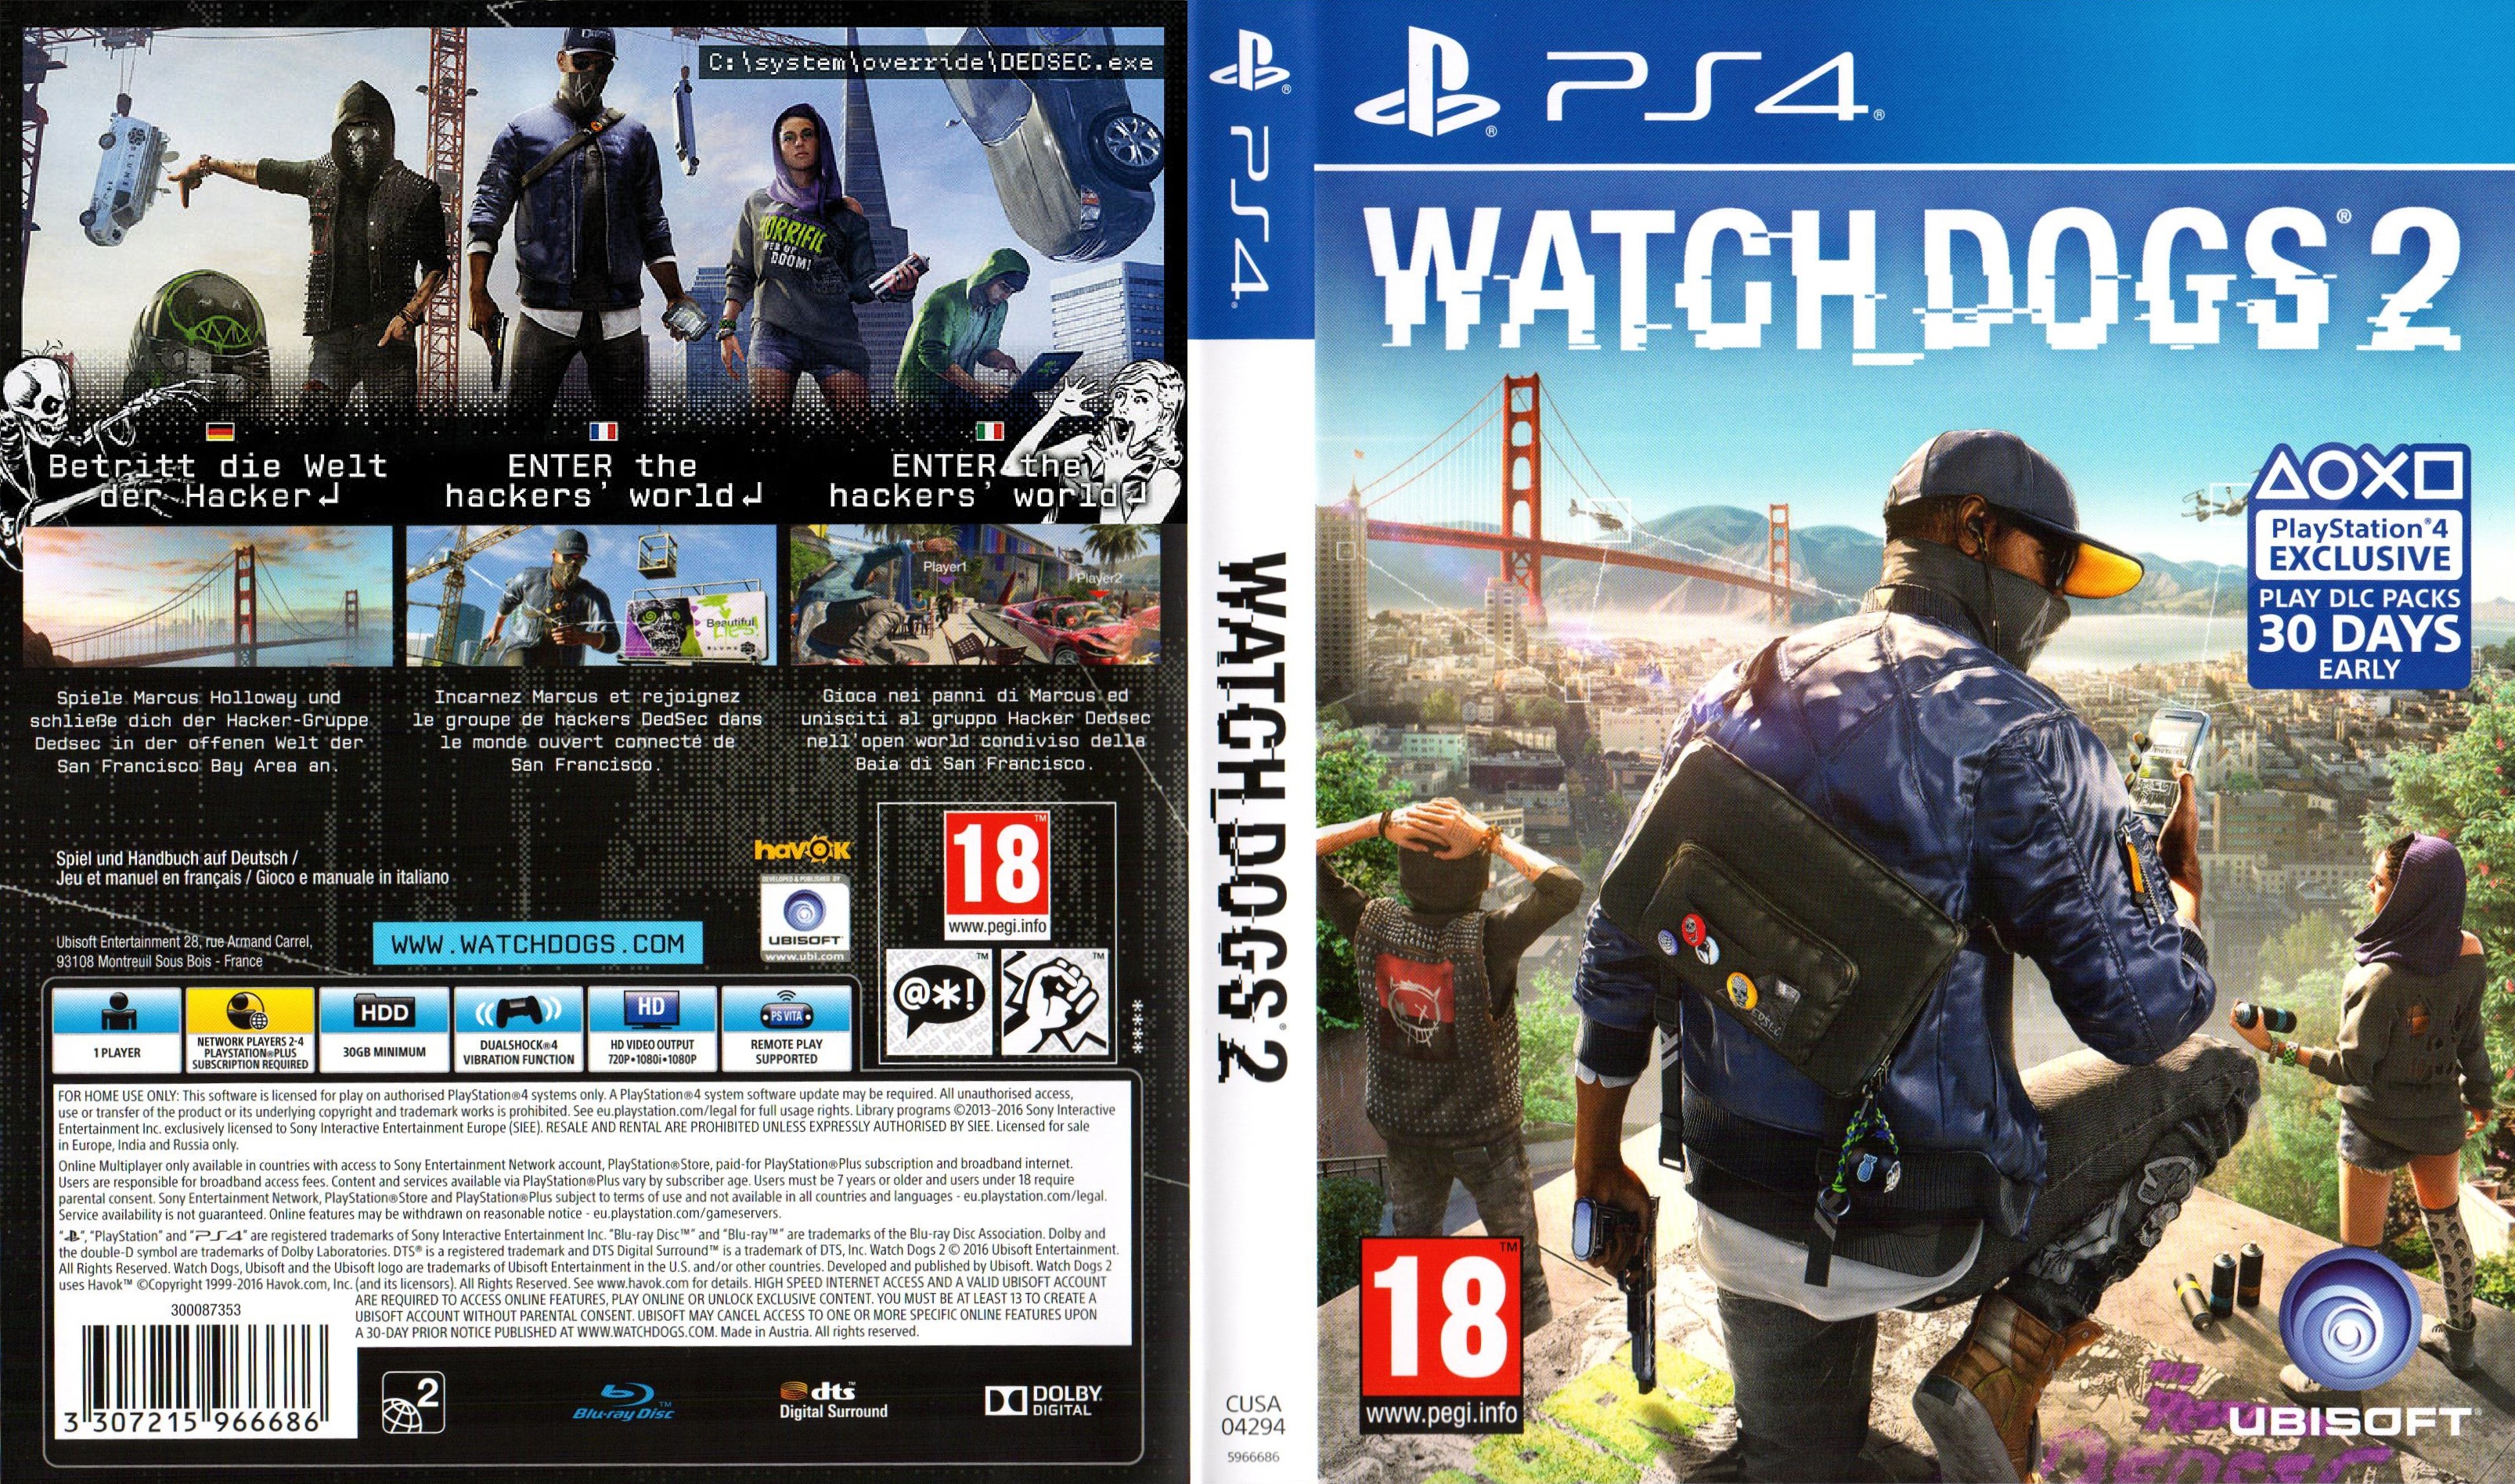 C:\system\override\DEDSEC.exe
HORRIFIC
WEB OF
DOOM!
Betritt die Welt
der Hacker↲
ENTER the
hackers' world↲
ENTER the
hackers' world↲
Player1
Player2
Beautiful
LIES!
BLUME
Spiele Marcus Holloway und
schließe dich der Hacker-Gruppe
Dedsec in der offenen Welt der
San Francisco Bay Area an.
Incarnez Marcus et rejoignez
le groupe de hackers DedSec dans
le monde ouvert connecté de
San Francisco.
Gioca nei panni di Marcus ed
unisciti al gruppo Hacker Dedsec
nell'open world condiviso della
Baia di San Francisco.
Spiel und Handbuch auf Deutsch /
Jeu et manuel en français / Gioco e manuale in italiano
Ubisoft Entertainment 28, rue Armand Carrel,
93108 Montreuil Sous Bois - France
WWW.WATCHDOGS.COM
havok
DEVELOPED & PUBLISHED BY
UBISOFT
www.ubi.com
18™
www.pegi.info
@*!
****
1 PLAYER
NETWORK PLAYERS 2-4
PLAYSTATION®PLUS
SUBSCRIPTION REQUIRED
HDD
30GB MINIMUM
DUALSHOCK®4
VIBRATION FUNCTION
HD
HD VIDEO OUTPUT
720P•1080i•1080P
PS VITA
REMOTE PLAY
SUPPORTED
FOR HOME USE ONLY: This software is licensed for play on authorised PlayStation®4 systems only. A PlayStation®4 system software update may be required. All unauthorised access,
use or transfer of the product or its underlying copyright and trademark works is prohibited. See eu.playstation.com/legal for full usage rights. Library programs ©2013-2016 Sony Interactive
Entertainment Inc. exclusively licensed to Sony Interactive Entertainment Europe (SIEE). RESALE AND RENTAL ARE PROHIBITED UNLESS EXPRESSLY AUTHORISED BY SIEE. Licensed for sale
in Europe, India and Russia only.
Online Multiplayer only available in countries with access to Sony Entertainment Network account, PlayStation®Store, paid-for PlayStation®Plus subscription and broadband internet.
Users are responsible for broadband access fees. Content and services available via PlayStation®Plus vary by subscriber age. Users must be 7 years or older and users under 18 require
parental consent. Sony Entertainment Network, PlayStation®Store and PlayStation®Plus subject to terms of use and not available in all countries and languages - eu.playstation.com/legal.
Service availability is not guaranteed. Online features may be withdrawn on reasonable notice - eu.playstation.com/gameservers.
"", "PlayStation" and "PS4" are registered trademarks of Sony Interactive Entertainment Inc. "Blu-ray Disc™" and "Blu-ray™" are trademarks of the Blu-ray Disc Association. Dolby and
the double-D symbol are trademarks of Dolby Laboratories. DTS® is a registered trademark and DTS Digital Surround™ is a trademark of DTS, Inc. Watch Dogs 2 © 2016 Ubisoft Entertainment.
All Rights Reserved. Watch Dogs, Ubisoft and the Ubisoft logo are trademarks of Ubisoft Entertainment in the U.S. and/or other countries. Developed and published by Ubisoft. Watch Dogs 2
uses Havok™ ©Copyright 1999-2016 Havok.com, Inc. (and its licensors). All Rights Reserved. See www.havok.com for details. HIGH SPEED INTERNET ACCESS AND A VALID UBISOFT ACCOUNT
ARE REQUIRED TO ACCESS ONLINE FEATURES, PLAY ONLINE OR UNLOCK EXCLUSIVE CONTENT. YOU MUST BE AT LEAST 13 TO CREATE A
UBISOFT ACCOUNT WITHOUT PARENTAL CONSENT. UBISOFT MAY CANCEL ACCESS TO ONE OR MORE SPECIFIC ONLINE FEATURES UPON
A 30-DAY PRIOR NOTICE PUBLISHED AT WWW.WATCHDOGS.COM. Made in Austria. All rights reserved.
300087353
3 307215 966686
2
Blu-ray Disc™
dts™
Digital Surround
DOLBY®
DIGITAL
PS4®
WATCH_DOGS® 2
CUSA
04294
5966686
PS4®
WATCH_DOGS® 2
PlayStation®4
EXCLUSIVE
PLAY DLC PACKS
30 DAYS
EARLY
DEDSEC
18™
www.pegi.info
THE
DEDSEC
UBISOFT®